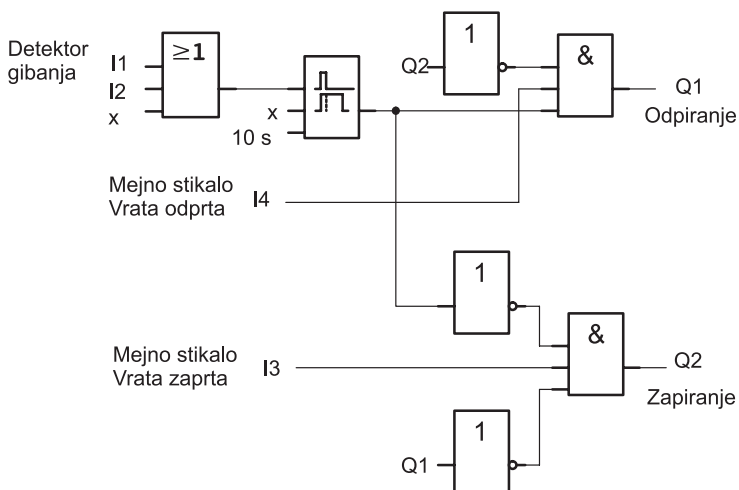 Detektor
gibanja
I1
I2
x
≥1
x
10 s
Q2
1
&
Q1
Odpiranje
Mejno stikalo
Vrata odprta
I4
1
Mejno stikalo
Vrata zaprta
I3
&
Q2
Zapiranje
Q1
1